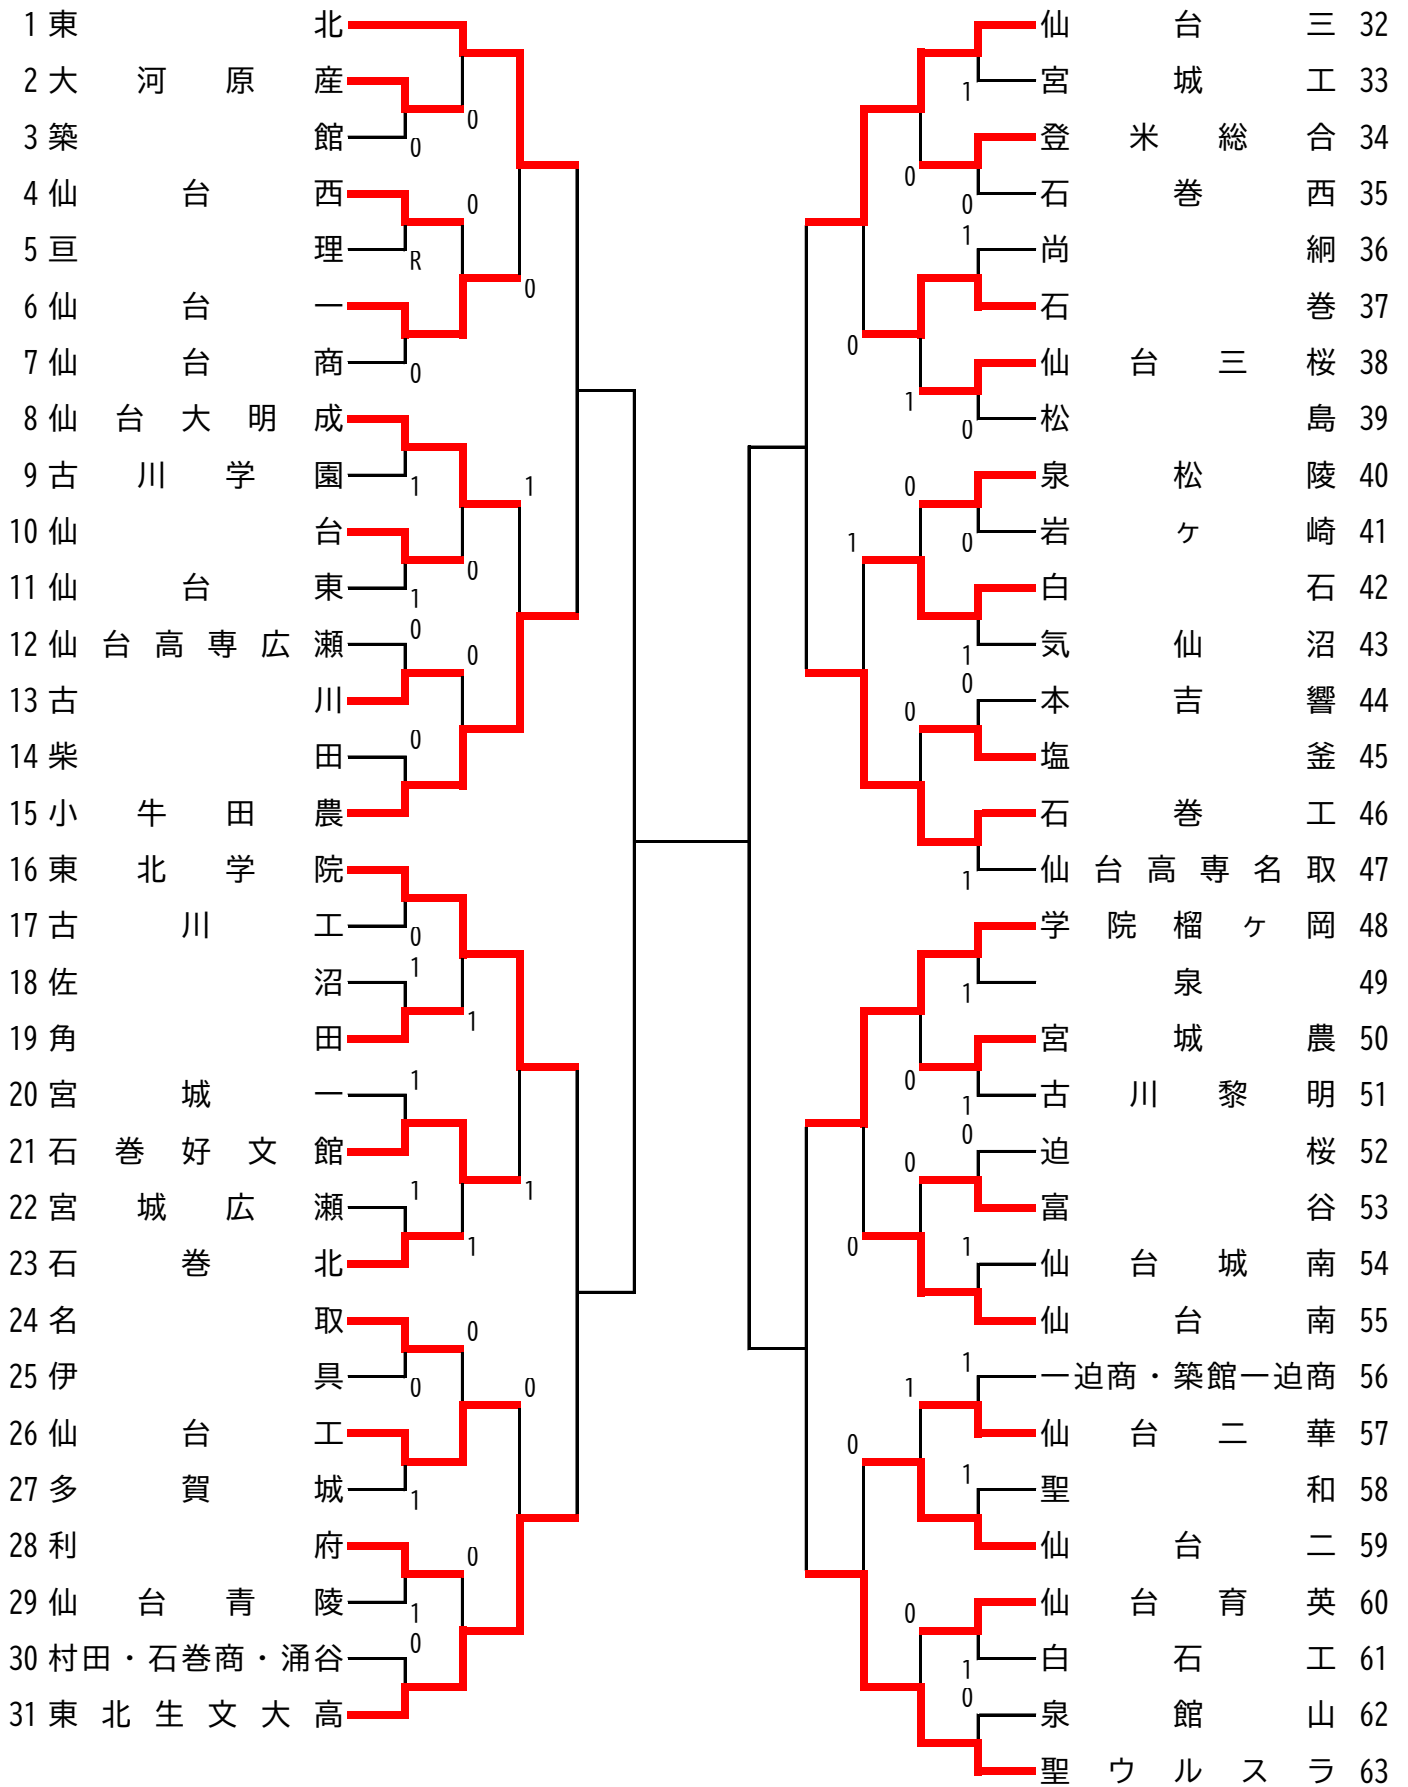 1 東北
2 大河原産
3 築館
4 仙台西
5 亘理
6 仙台一
7 仙台商
8 仙台大明成
9 古川学園
10 仙台
11 仙台東
12 仙台高専広瀬
13 古川
14 柴田
15 小牛田農
16 東北学院
17 古川工
18 佐沼
19 角田
20 宮城一
21 石巻好文館
22 宮城広瀬
23 石巻北
24 名取
25 伊具
26 仙台工
27 多賀城
28 利府
29 仙台青陵
30 村田・石巻商・涌谷
31 東北生文大高
0
0
R
0
1
1
0
0
0
1
1
1
0
1
1
0
0
0
0
0
1
1
0
0
0
1
1
0
1
仙台三 32
宮城工 33
登米総合 34
石巻西 35
尚絅 36
石巻 37
仙台三桜 38
松島 39
泉松陵 40
岩ヶ崎 41
白石 42
気仙沼 43
本吉響 44
塩釜 45
石巻工 46
仙台高専名取 47
学院榴ヶ岡 48
泉 49
宮城農 50
古川黎明 51
迫桜 52
富谷 53
仙台城南 54
仙台南 55
一迫商・築館一迫商 56
仙台二華 57
聖和 58
仙台二 59
仙台育英 60
白石工 61
泉館山 62
聖ウルスラ 63
1
0
0
1
0
1
0
0
0
1
1
0
0
1
1
0
1
0
0
1
0
1
1
0
1
0
1
0